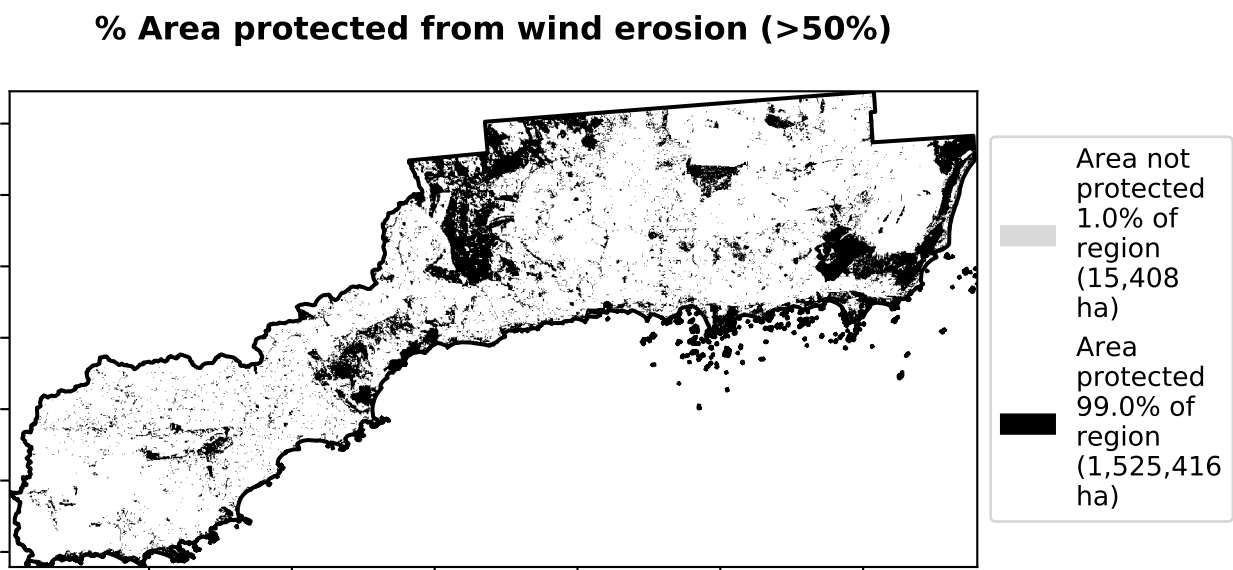 % Area protected from wind erosion (>50%)
Area not
protected
1.0% of
region
(15,408
ha)
Area
protected
99.0% of
region
(1,525,416
ha)